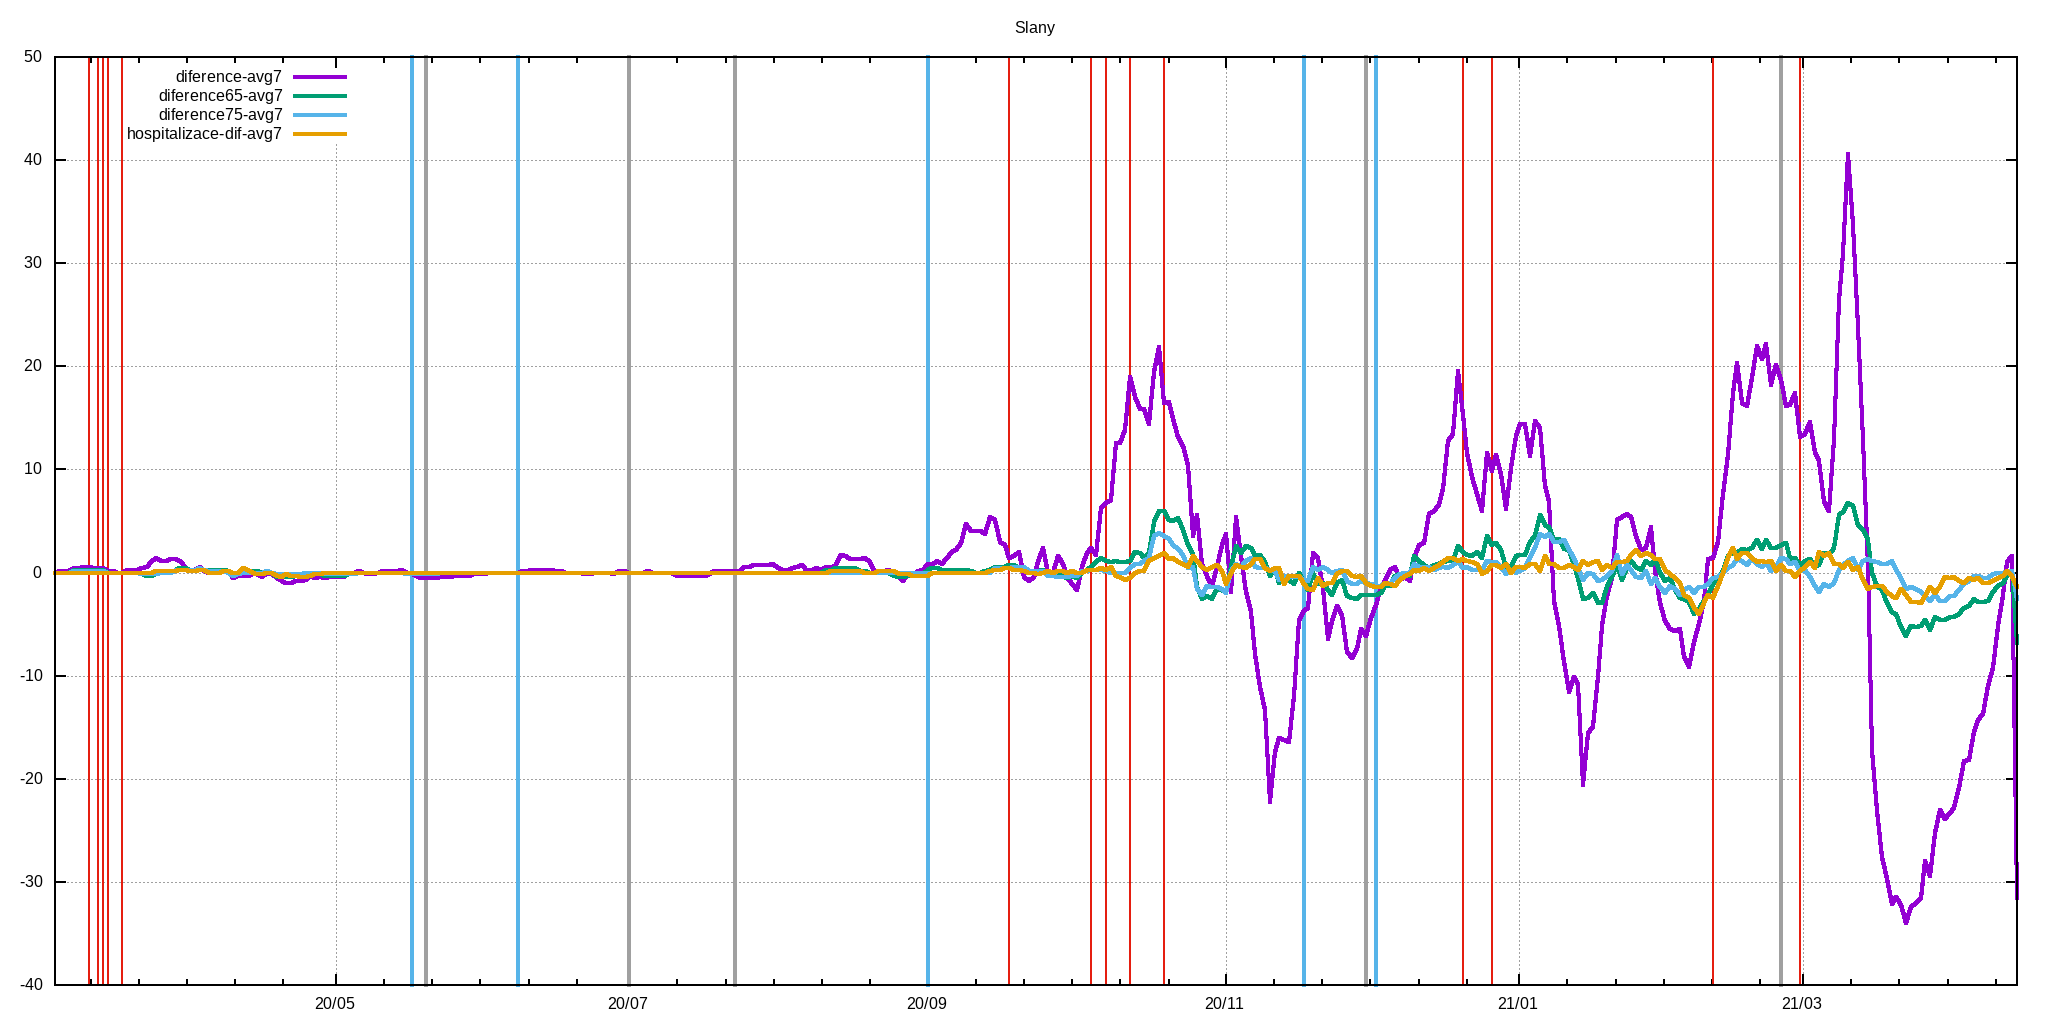 Slany
50
diference-avg7
diference65-avg7
diference75-avg7
hospitalizace-dif-avg7
40
30
20
10
0
-10
-20
-30
-40
20/05 20/07 20/09 20/11 21/01 21/03